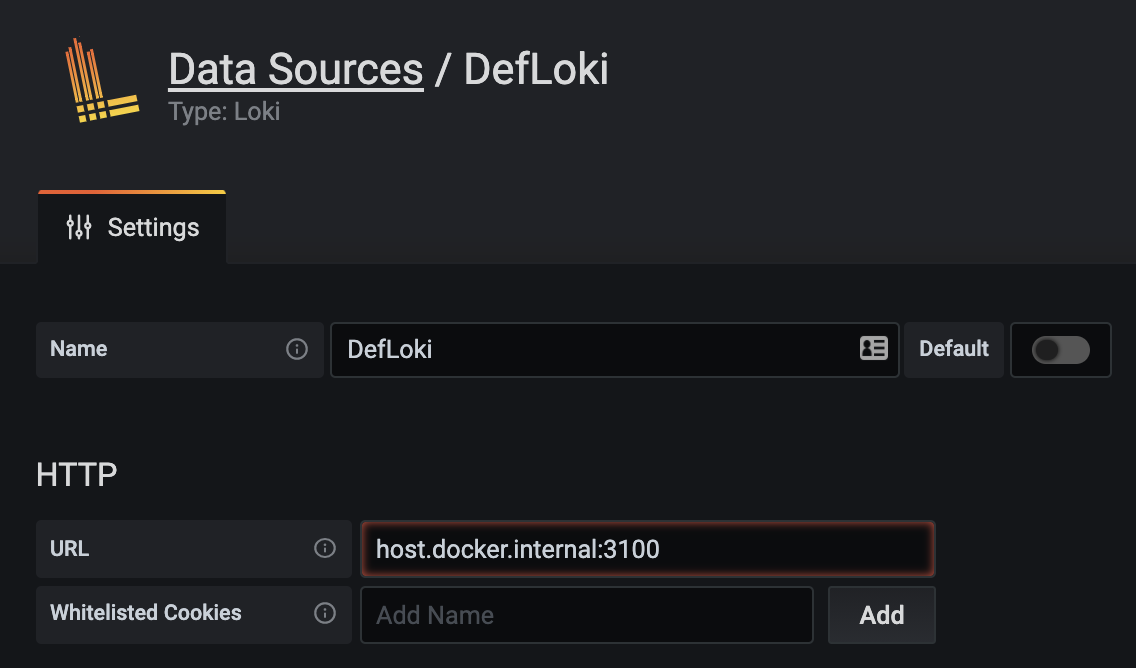 Data Sources / DefLoki
Type: Loki
Settings
Name DefLoki Default
HTTP
URL host.docker.internal:3100
Whitelisted Cookies Add Name Add